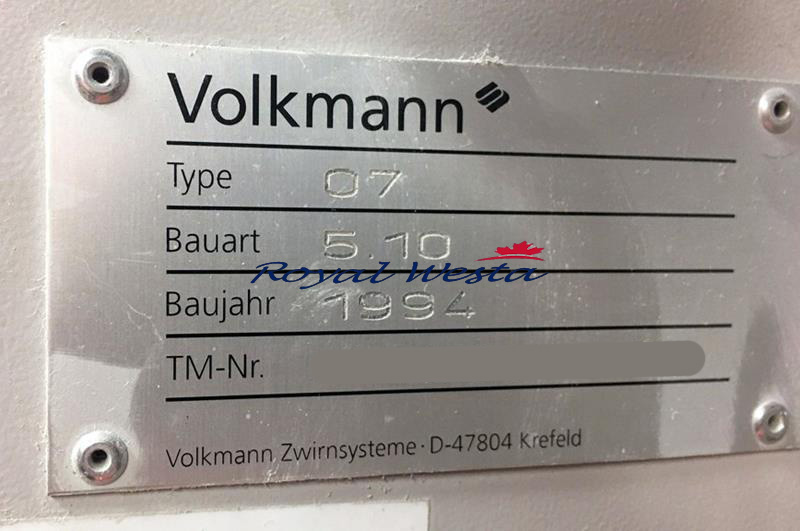 Volkmann
Type 07
Bauart 5.10
Royal Westa
Baujahr 1994
TM-Nr.
Volkmann Zwirnsysteme · D-47804 Krefeld